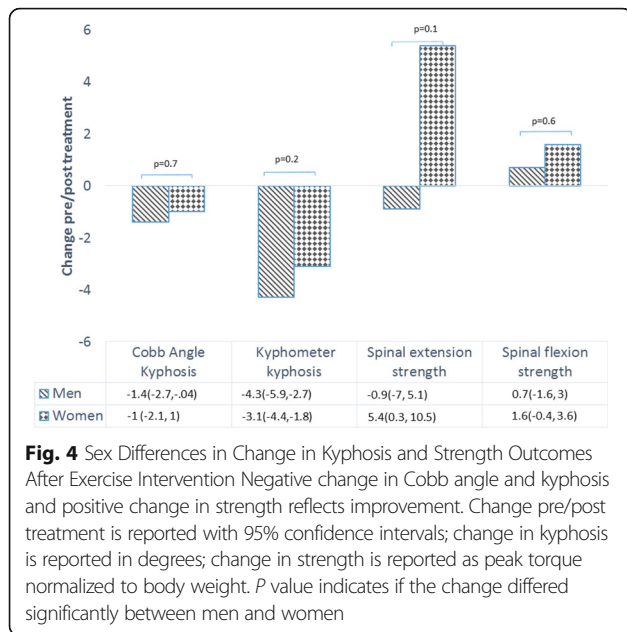 6
p=0.1
4
p=0.6
2
p=0.7
p=0.2
0
Change pre/post treatment
-2
-4
-6
Cobb Angle Kyphosis
Kyphometer kyphosis
Spinal extension strength
Spinal flexion strength
Men -1.4(-2.7,-.04) -4.3(-5.9,-2.7) -0.9(-7, 5.1) 0.7(-1.6, 3)
Women -1 (-2.1, 1) -3.1(-4.4,-1.8) 5.4(0.3, 10.5) 1.6(-0.4, 3.6)
Fig. 4 Sex Differences in Change in Kyphosis and Strength Outcomes
After Exercise Intervention Negative change in Cobb angle and kyphosis
and positive change in strength reflects improvement. Change pre/post
treatment is reported with 95% confidence intervals; change in kyphosis
is reported in degrees; change in strength is reported as peak torque
normalized to body weight. P value indicates if the change differed
significantly between men and women